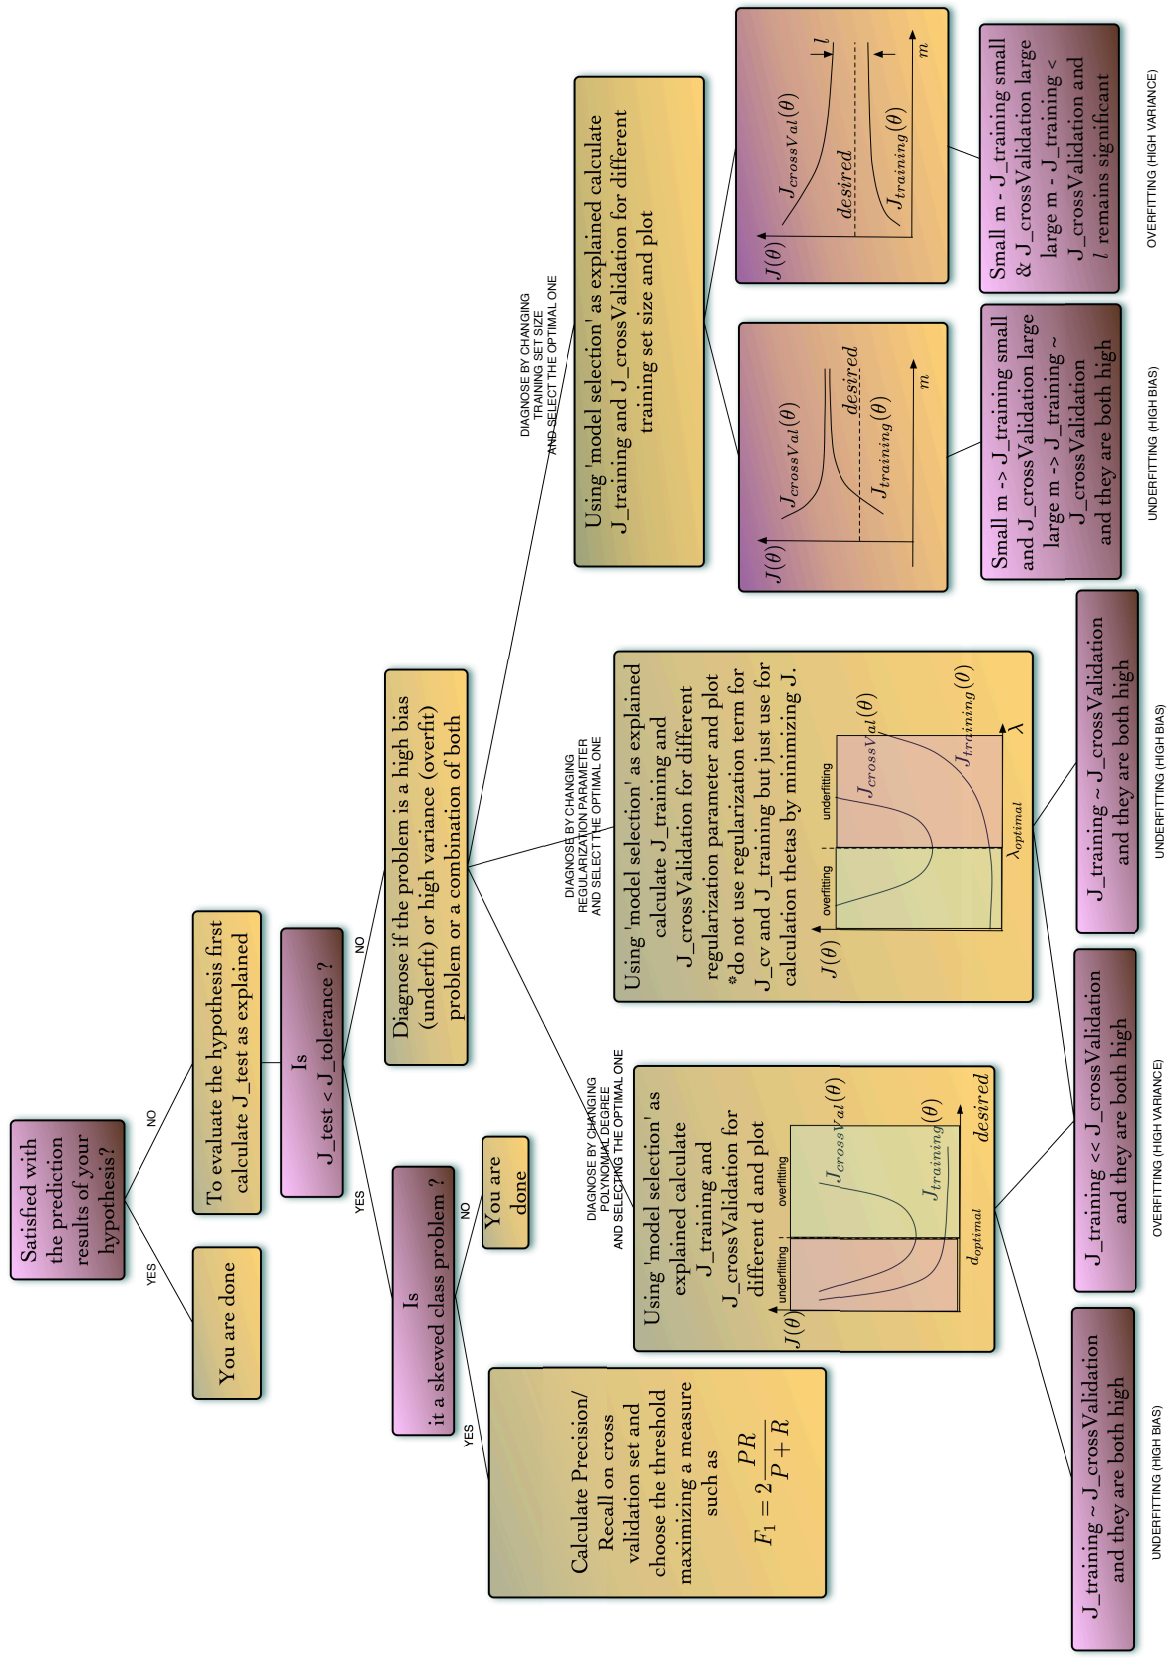 Satisfied with
the prediction
results of your
hypothesis?
YES
NO
You are done
To evaluate the hypothesis first
calculate J_test as explained
Is
J_test < J_tolerance ?
YES
NO
Is
it a skewed class problem ?
YES
NO
Calculate Precision/
Recall on cross
validation set and
choose the threshold
maximizing a measure
such as
F₁ = 2 PR / P + R
You are
done
Diagnose if the problem is a high bias
(underfit) or high variance (overfit)
problem or a combination of both
DIAGNOSE BY CHANGING
POLYNOMIAL DEGREE
AND SELECTING THE OPTIMAL ONE
Using 'model selection' as
explained calculate
J_training and
J_crossValidation for
different d and plot
J(θ)
underfitting
overfitting
J_crossVal(θ)
J_training(θ)
d_optimal
desired
DIAGNOSE BY CHANGING
REGULARIZATION PARAMETER
AND SELECT THE OPTIMAL ONE
Using 'model selection' as explained
calculate J_training and
J_crossValidation for different
regularization parameter and plot
*do not use regularization term for
J_cv and J_training but just use for
calculation thetas by minimizing J.
J(θ)
overfitting
underfitting
J_crossVal(θ)
J_training(θ)
λ_optimal
λ
DIAGNOSE BY CHANGING
TRAINING SET SIZE
AND SELECT THE OPTIMAL ONE
Using 'model selection' as explained calculate
J_training and J_crossValidation for different
training set size and plot
J(θ)
J_crossVal(θ)
desired
J_training(θ)
m
J(θ)
J_crossVal(θ)
l
desired
J_training(θ)
m
J_training ~ J_crossValidation
and they are both high
UNDERFITTING (HIGH BIAS)
J_training << J_crossValidation
and they are both high
OVERFITTING (HIGH VARIANCE)
J_training ~ J_crossValidation
and they are both high
UNDERFITTING (HIGH BIAS)
Small m -> J_training small
and J_crossValidation large
large m -> J_training ~
J_crossValidation
and they are both high
UNDERFITTING (HIGH BIAS)
Small m - J_training small
& J_crossValidation large
large m - J_training <
J_crossValidation and
l remains significant
OVERFITTING (HIGH VARIANCE)